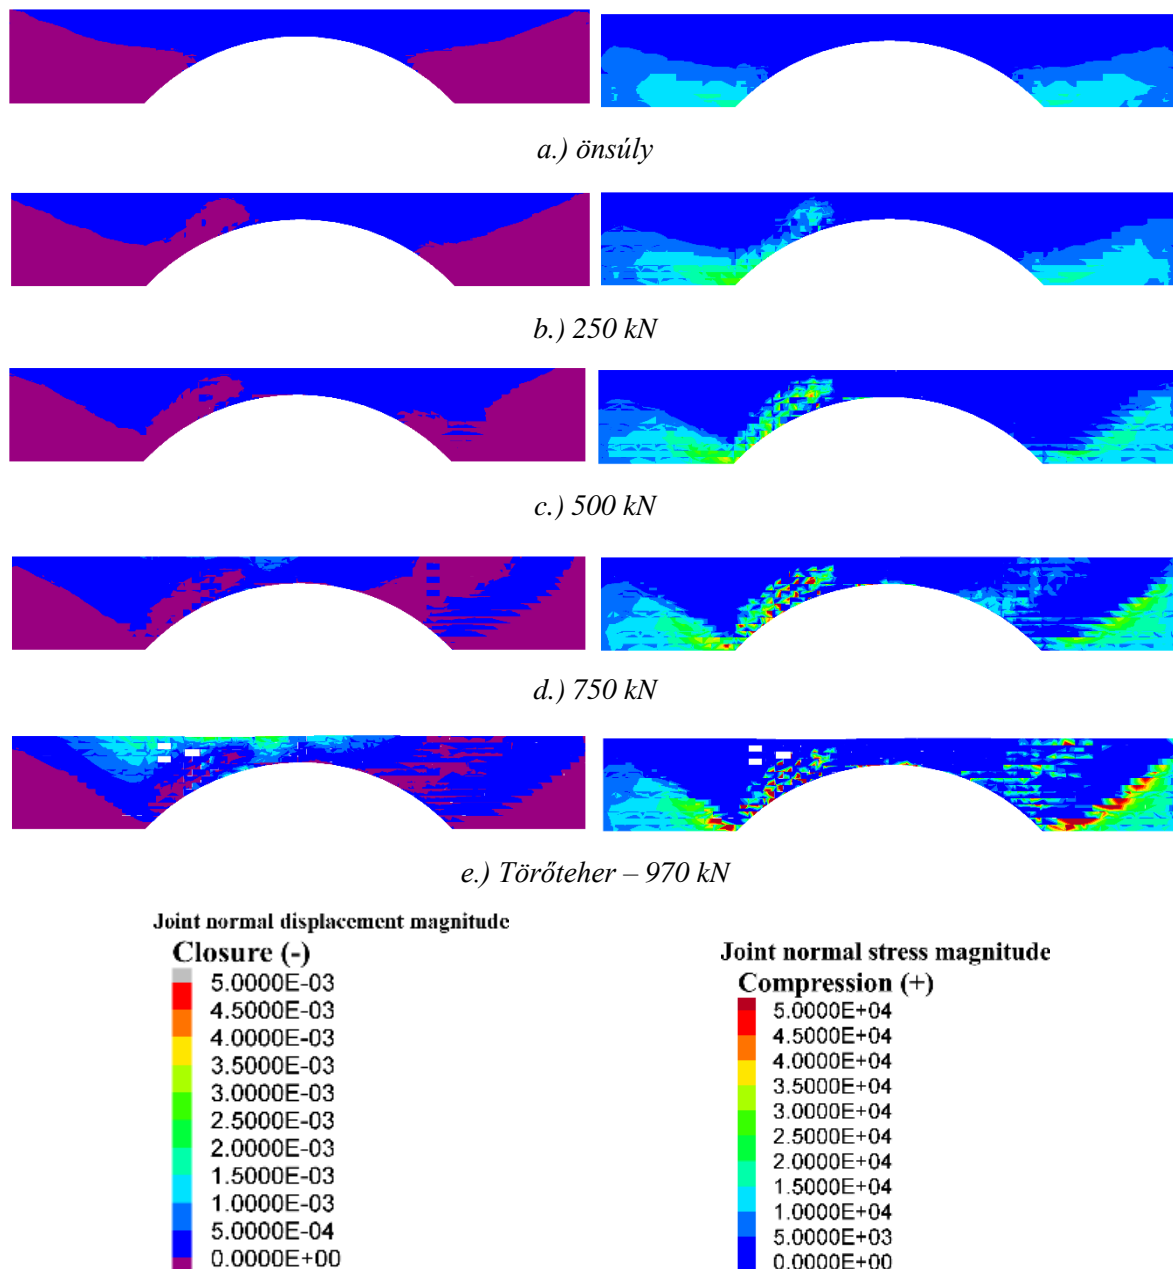 a.) önsúly
b.) 250 kN
c.) 500 kN
d.) 750 kN
e.) Törőteher – 970 kN
Joint normal displacement magnitude
Closure (-)
5.0000E-03
4.5000E-03
4.0000E-03
3.5000E-03
3.0000E-03
2.5000E-03
2.0000E-03
1.5000E-03
1.0000E-03
5.0000E-04
0.0000E+00
Joint normal stress magnitude
Compression (+)
5.0000E+04
4.5000E+04
4.0000E+04
3.5000E+04
3.0000E+04
2.5000E+04
2.0000E+04
1.5000E+04
1.0000E+04
5.0000E+03
0.0000E+00